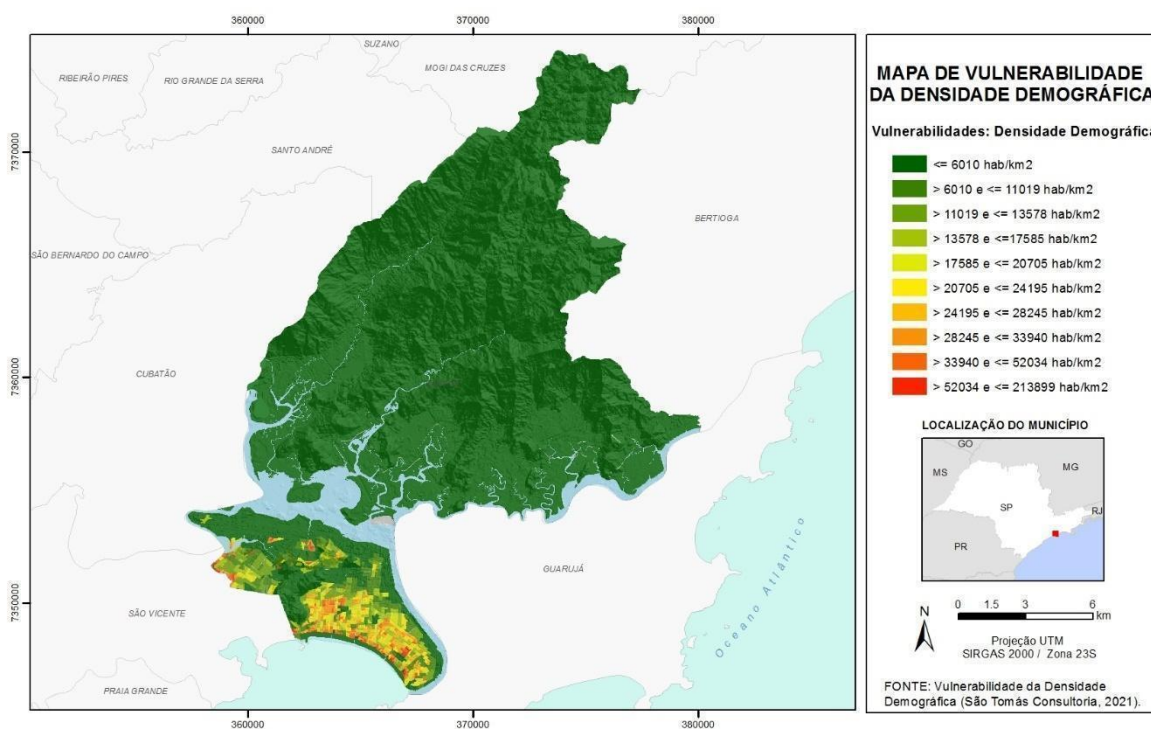 360000
370000
380000
SUZANO
RIBEIRÃO PIRES
RIO GRANDE DA SERRA
MOGI DAS CRUZES
7370000
SANTO ANDRÉ
BERTIOGA
SÃO BERNARDO DO CAMPO
CUBATÃO
7360000
GUARUJÁ
Oceano Atlântico
7350000
SÃO VICENTE
PRAIA GRANDE
360000
370000
380000
MAPA DE VULNERABILIDADE
DA DENSIDADE DEMOGRÁFICA
Vulnerabilidades: Densidade Demográfica
<= 6010 hab/km2
> 6010 e <= 11019 hab/km2
> 11019 e <= 13578 hab/km2
> 13578 e <=17585 hab/km2
> 17585 e <= 20705 hab/km2
> 20705 e <= 24195 hab/km2
> 24195 e <= 28245 hab/km2
> 28245 e <= 33940 hab/km2
> 33940 e <= 52034 hab/km2
> 52034 e <= 213899 hab/km2
LOCALIZAÇÃO DO MUNICÍPIO
GO
MS
MG
SP
RJ
PR
N
0 1.5 3 6
km
Projeção UTM
SIRGAS 2000 / Zona 23S
FONTE: Vulnerabilidade da Densidade
Demográfica (São Tomás Consultoria, 2021).